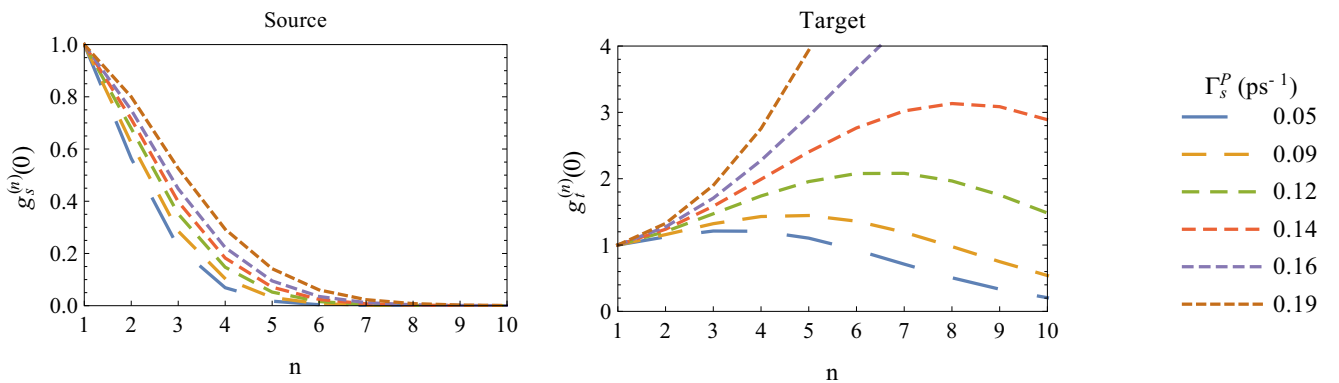 Source
1.0
0.8
0.6
0.4
0.2
0.0
g_s^(n)(0)
1 2 3 4 5 6 7 8 9 10
n
Target
4
3
2
1
0
g_t^(n)(0)
1 2 3 4 5 6 7 8 9 10
n
Γ_s^P (ps^-1)
0.05
0.09
0.12
0.14
0.16
0.19